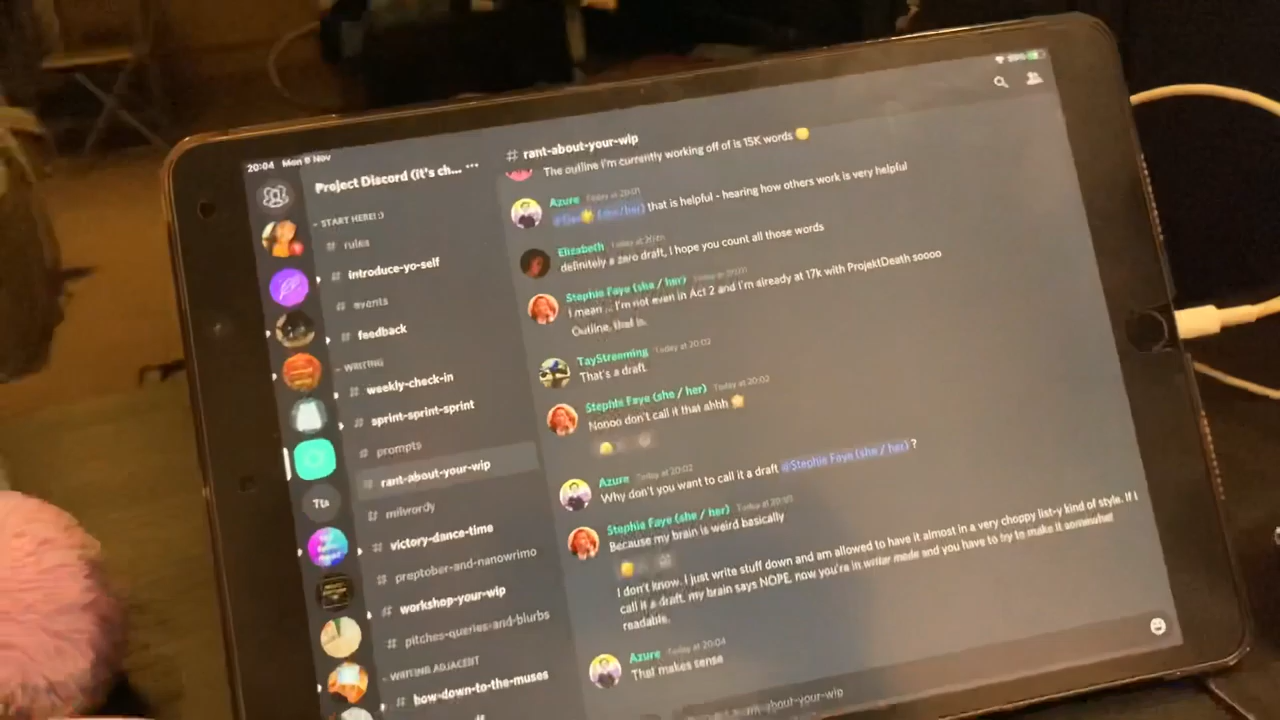 20:04 Mon 9 Nov
Project Discord (it's ch... ...
START HERE! :)
# rules
# introduce-yo-self
# events
# feedback
WRITING
# weekly-check-in
# sprint-sprint-sprint
# prompts
# rant-about-your-wip
# milwordy
# victory-dance-time
# preptober-and-nanowrimo
# workshop-your-wip
# pitches-queries-and-blurbs
WRITING ADJACENT
# bow-down-to-the-muses
Tts
# rant-about-your-wip
The outline I'm currently working off of is 15K words
Azure Today at 20:01
(she/her) that is helpful - hearing how others work is very helpful
Elizabeth Today at 20:01
definitely a zero draft, I hope you count all those words
Stephie Faye (she / her) Today at 20:01
I mean ... I'm not even in Act 2 and I'm already at 17k with ProjektDeath soooo
Outline, that is.
TayStreaming Today at 20:02
That's a draft
Stephie Faye (she / her) Today at 20:02
Nonoo don't call it that ahhh
Azure Today at 20:02
Why don't you want to call it a draft @Stephie Faye (she / her) ?
Stephie Faye (she / her) Today at
Because my brain is weird basically
I don't know. I just write stuff down and am allowed to have it almost in a very choppy list-y kind of style. If I
call it a draft, my brain says NOPE, now you're in writer mode and you have to try to make it somewhat
readable.
Azure Today at 20:04
That makes sense
about-your-wip